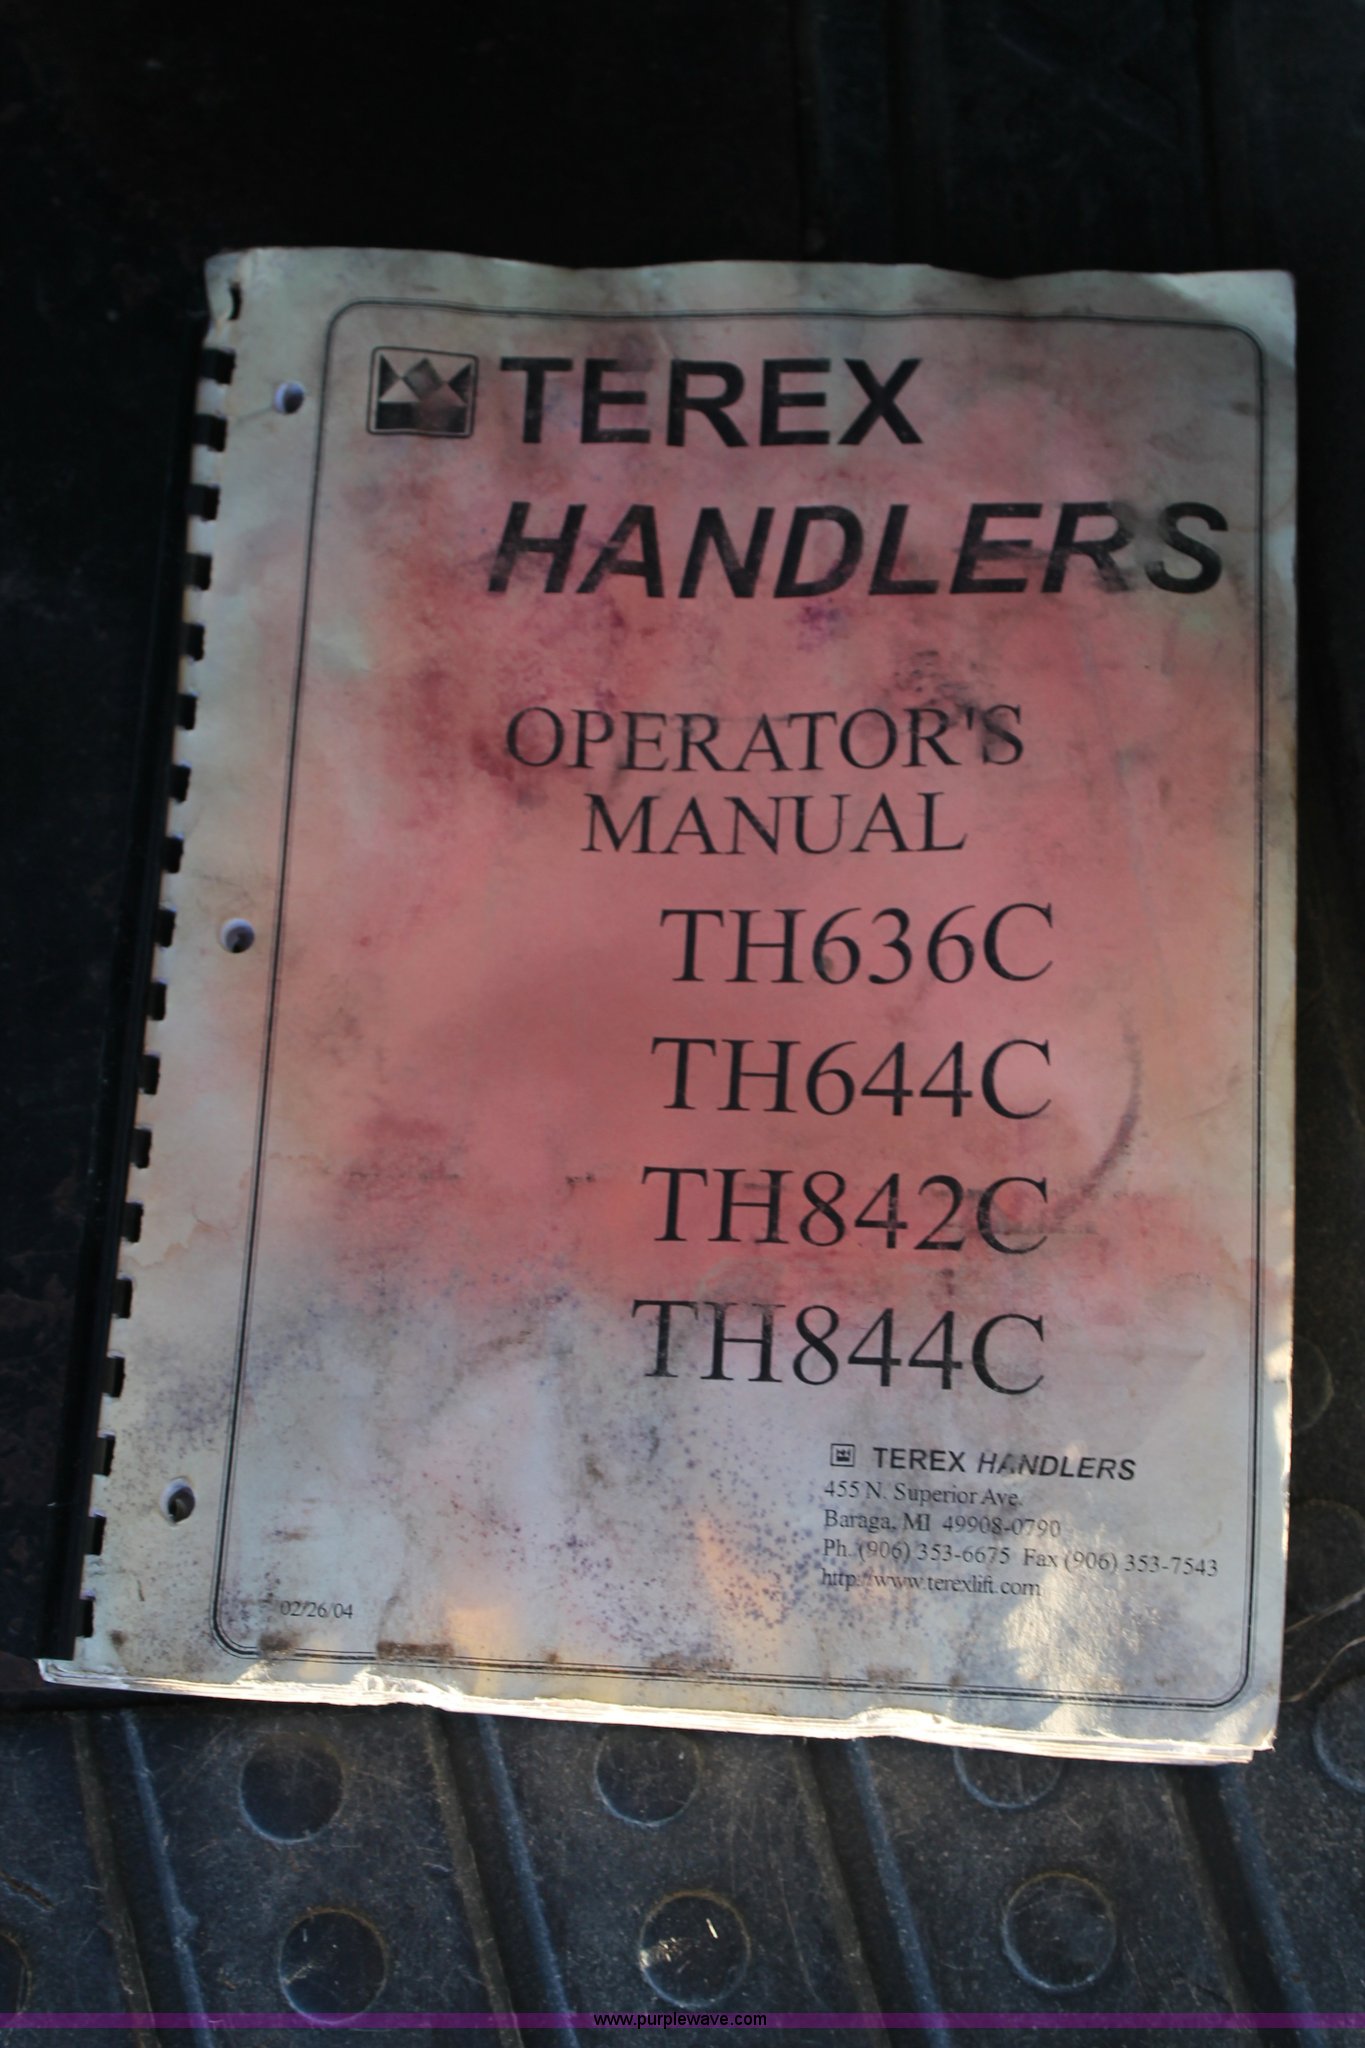 TEREX
HANDLERS
OPERATOR'S
MANUAL
TH636C
TH644C
TH842C
TH844C
TEREX HANDLERS
455 N. Superior Ave.
Baraga, MI 49908-0790
Ph. (906) 353-6675 Fax (906) 353-7543
http://www.terexlift.com
02/26/04
www.purplewave.com